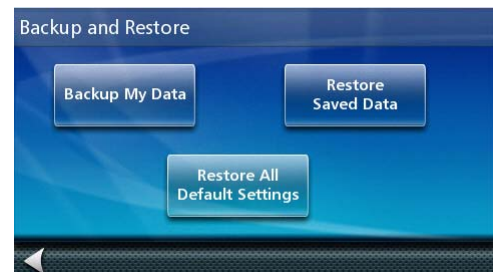 Backup and Restore
Backup My Data
Restore
Saved Data
Restore All
Default Settings